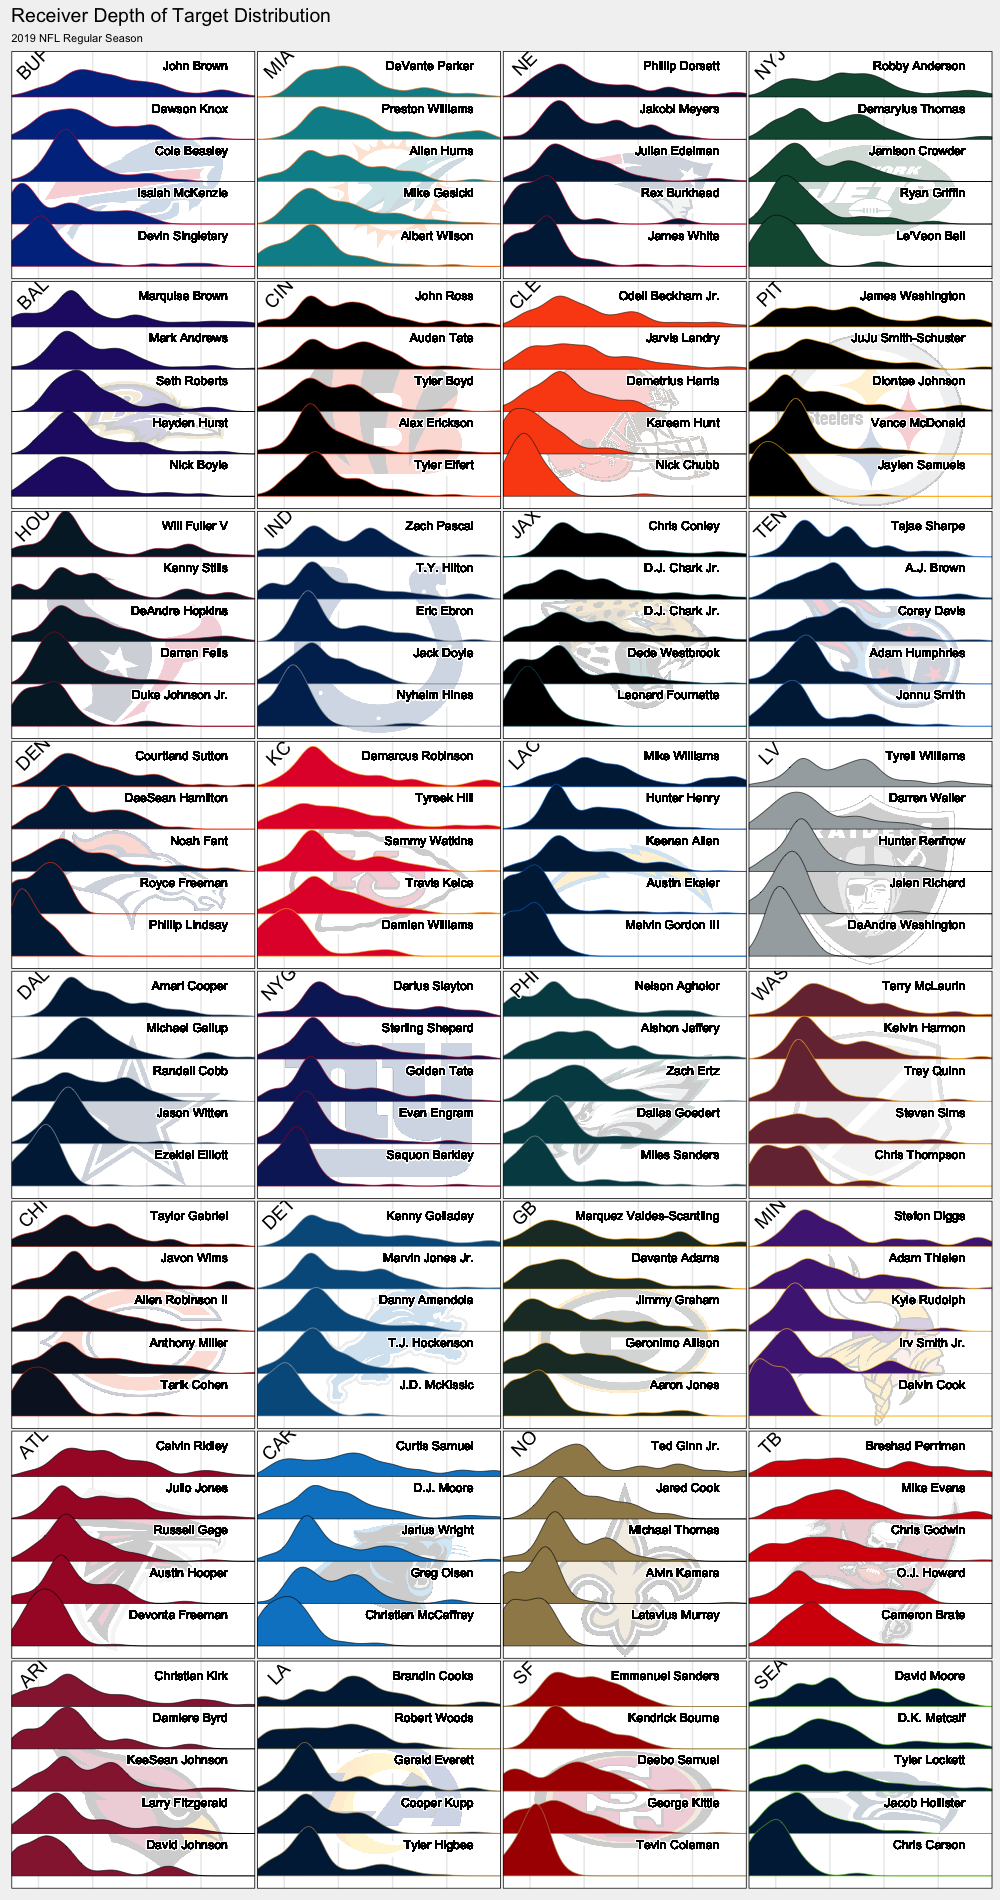 Receiver Depth of Target Distribution
2019 NFL Regular Season
BUF
John Brown
Dawson Knox
Cole Beasley
Isaiah McKenzie
Devin Singletary
MIA
DeVante Parker
Preston Williams
Allen Hurns
Mike Gesicki
Albert Wilson
NE
Phillip Dorsett
Jakobi Meyers
Julian Edelman
Rex Burkhead
James White
NYJ
Robby Anderson
Demaryius Thomas
Jamison Crowder
Ryan Griffin
Le'Veon Bell
BAL
Marquise Brown
Mark Andrews
Seth Roberts
Hayden Hurst
Nick Boyle
CIN
John Ross
Auden Tate
Tyler Boyd
Alex Erickson
Tyler Eifert
CLE
Odell Beckham Jr.
Jarvis Landry
Demetrius Harris
Kareem Hunt
Nick Chubb
PIT
James Washington
JuJu Smith-Schuster
Diontae Johnson
Vance McDonald
Steelers
Jaylen Samuels
HOU
Will Fuller V
Kenny Stills
DeAndre Hopkins
Darren Fells
Duke Johnson Jr.
IND
Zach Pascal
T.Y. Hilton
Eric Ebron
Jack Doyle
Nyheim Hines
JAX
Chris Conley
D.J. Chark Jr.
D.J. Chark Jr.
Dede Westbrook
Leonard Fournette
TEN
Tajae Sharpe
A.J. Brown
Corey Davis
Adam Humphries
Jonnu Smith
DEN
Courtland Sutton
DaeSean Hamilton
Noah Fant
Royce Freeman
Phillip Lindsay
KC
Demarcus Robinson
Tyreek Hill
Sammy Watkins
Travis Kelce
Damien Williams
LAC
Mike Williams
Hunter Henry
Keenan Allen
Austin Ekeler
Melvin Gordon III
LV
Tyrell Williams
Darren Waller
Hunter Renfrow
Jalen Richard
DeAndre Washington
DAL
Amari Cooper
Michael Gallup
Randall Cobb
Jason Witten
Ezekiel Elliott
NYG
Darius Slayton
Sterling Shepard
Golden Tate
Evan Engram
Saquon Barkley
PHI
Nelson Agholor
Alshon Jeffery
Zach Ertz
Dallas Goedert
Miles Sanders
WAS
Terry McLaurin
Kelvin Harmon
Trey Quinn
Steven Sims
Chris Thompson
CHI
Taylor Gabriel
Javon Wims
Allen Robinson II
Anthony Miller
Tarik Cohen
DET
Kenny Golladay
Marvin Jones Jr.
Danny Amendola
T.J. Hockenson
J.D. McKissic
GB
Marquez Valdes-Scantling
Davante Adams
Jimmy Graham
Geronimo Allison
Aaron Jones
MIN
Stefon Diggs
Adam Thielen
Kyle Rudolph
Irv Smith Jr.
Dalvin Cook
ATL
Calvin Ridley
Julio Jones
Russell Gage
Austin Hooper
Devonta Freeman
CAR
Curtis Samuel
D.J. Moore
Jarius Wright
Greg Olsen
Christian McCaffrey
NO
Ted Ginn Jr.
Jared Cook
Michael Thomas
Alvin Kamara
Latavius Murray
TB
Breshad Perriman
Mike Evans
Chris Godwin
O.J. Howard
Cameron Brate
ARI
Christian Kirk
Damiere Byrd
KeeSean Johnson
Larry Fitzgerald
David Johnson
LA
Brandin Cooks
Robert Woods
Gerald Everett
Cooper Kupp
Tyler Higbee
SF
Emmanuel Sanders
Kendrick Bourne
Deebo Samuel
George Kittle
Tevin Coleman
SEA
David Moore
D.K. Metcalf
Tyler Lockett
Jacob Hollister
Chris Carson